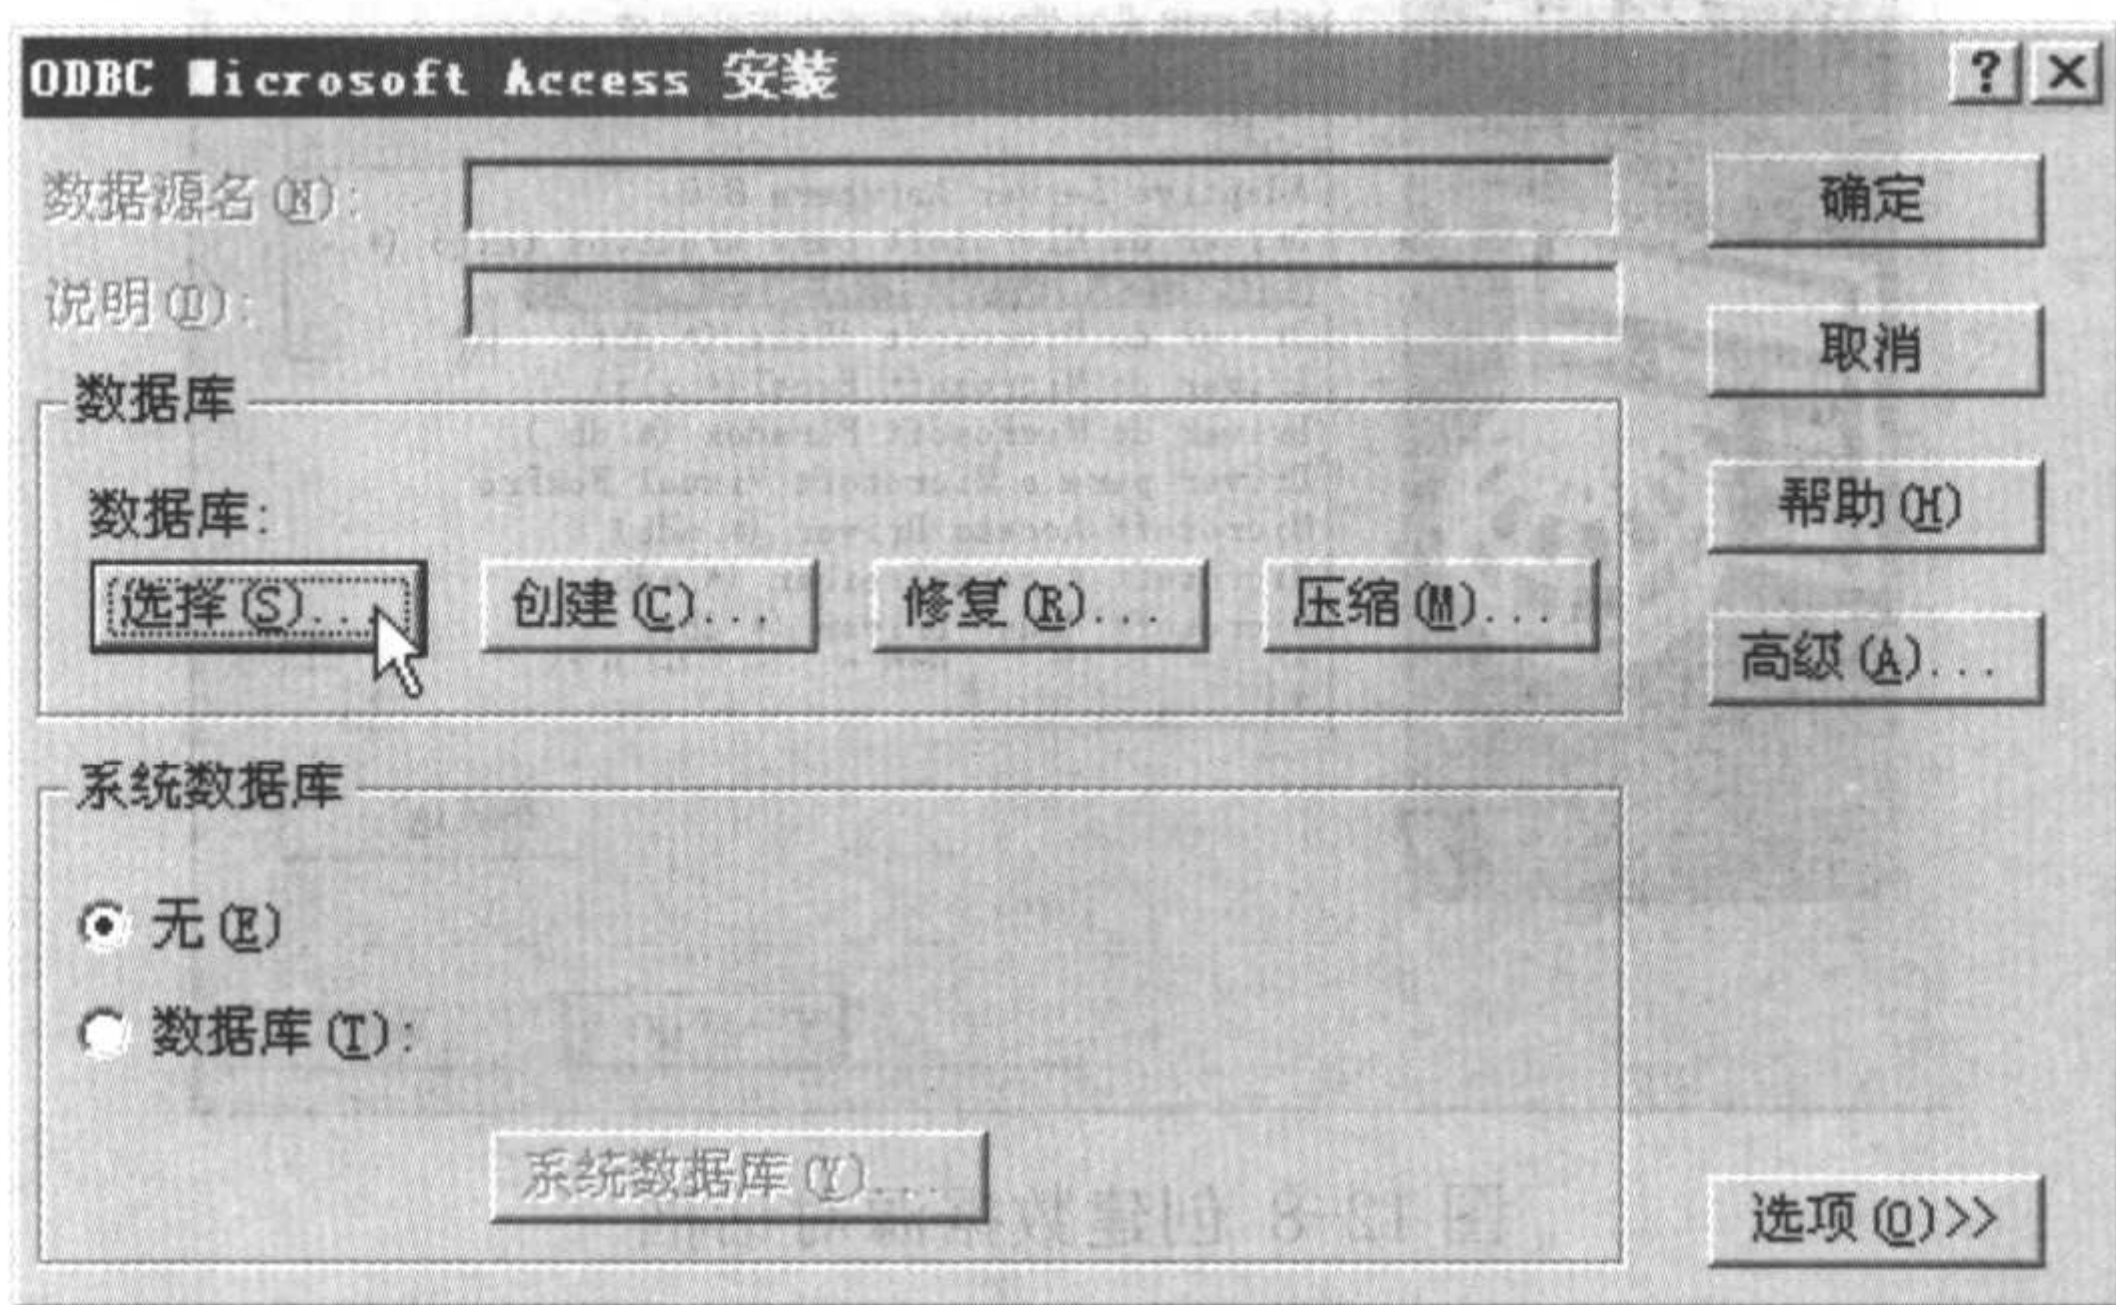 ODBC Microsoft Access 安装
数据源名(N):
确定
说明(D):
取消
数据库
数据库:
帮助(H)
选择(S)... 创建(C)... 修复(R)... 压缩(M)...
高级(A)...
系统数据库
无(E)
数据库(T):
系统数据库(Y)...
选项(O)>>